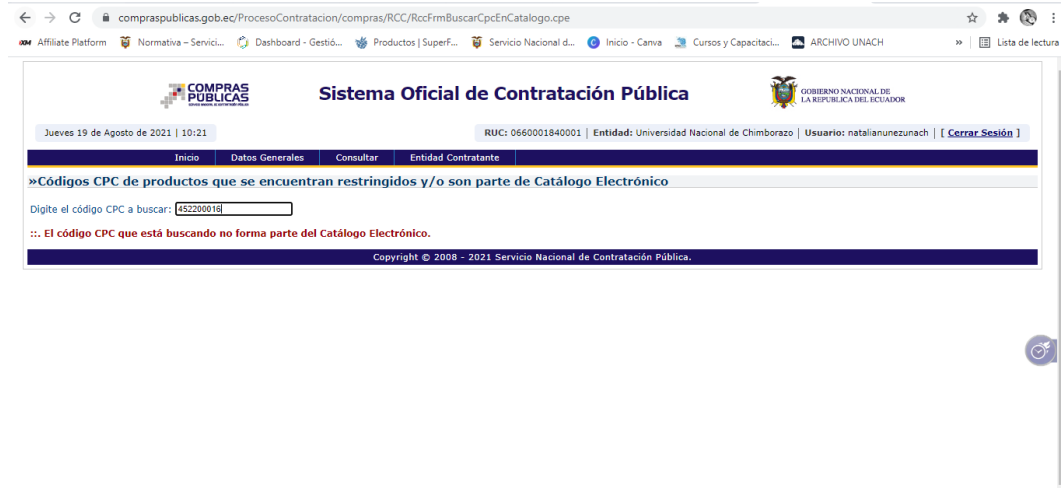 compraspublicas.gob.ec/ProcesoContratacion/compras/RCC/RccFrmBuscarCpcEnCatalogo.cpe
Affiliate Platform Normativa – Servici... Dashboard - Gestió... Productos | SuperF... Servicio Nacional d... Inicio - Canva Cursos y Capacitaci... ARCHIVO UNACH » Lista de lectura
COMPRAS
PÚBLICAS
Sistema Oficial de Contratación Pública
GOBIERNO NACIONAL DE
LA REPUBLICA DEL ECUADOR
Jueves 19 de Agosto de 2021 | 10:21
RUC: 0660001840001 | Entidad: Universidad Nacional de Chimborazo | Usuario: natalianunezunach | [ Cerrar Sesión ]
Inicio Datos Generales Consultar Entidad Contratante
»Códigos CPC de productos que se encuentran restringidos y/o son parte de Catálogo Electrónico
Digite el código CPC a buscar: 452200016
::. El código CPC que está buscando no forma parte del Catálogo Electrónico.
Copyright © 2008 - 2021 Servicio Nacional de Contratación Pública.